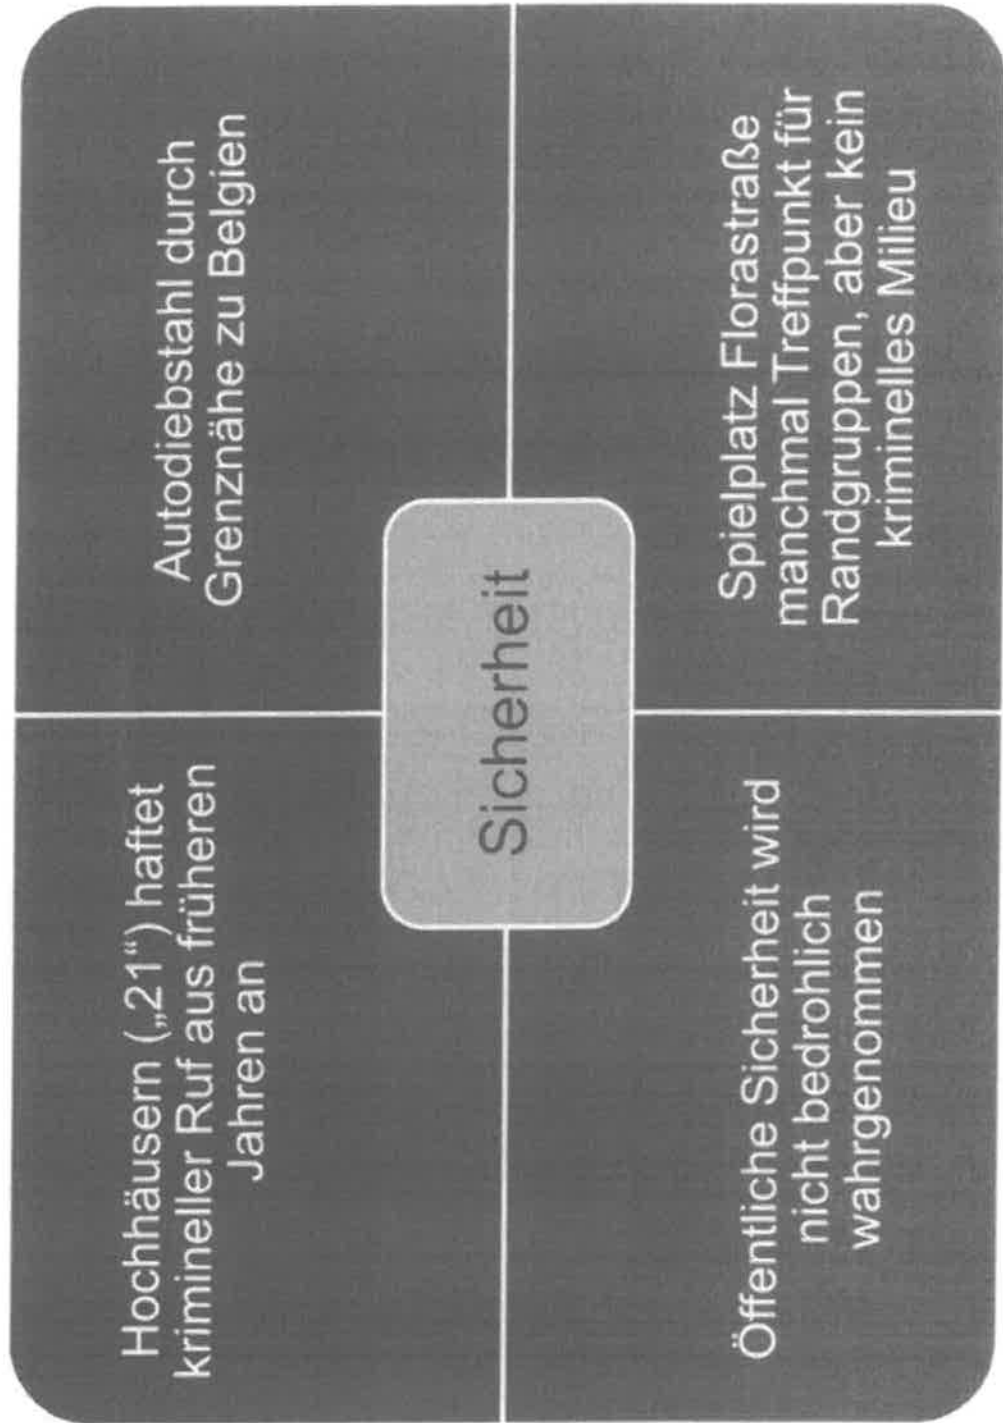 Hochhäusern („21“) haftet
krimineller Ruf aus früheren
Jahren an
Autodiebstahl durch
Grenznähe zu Belgien
Sicherheit
Öffentliche Sicherheit wird
nicht bedrohlich
wahrgenommen
Spielplatz Florastraße
manchmal Treffpunkt für
Randgruppen, aber kein
kriminelles Milieu